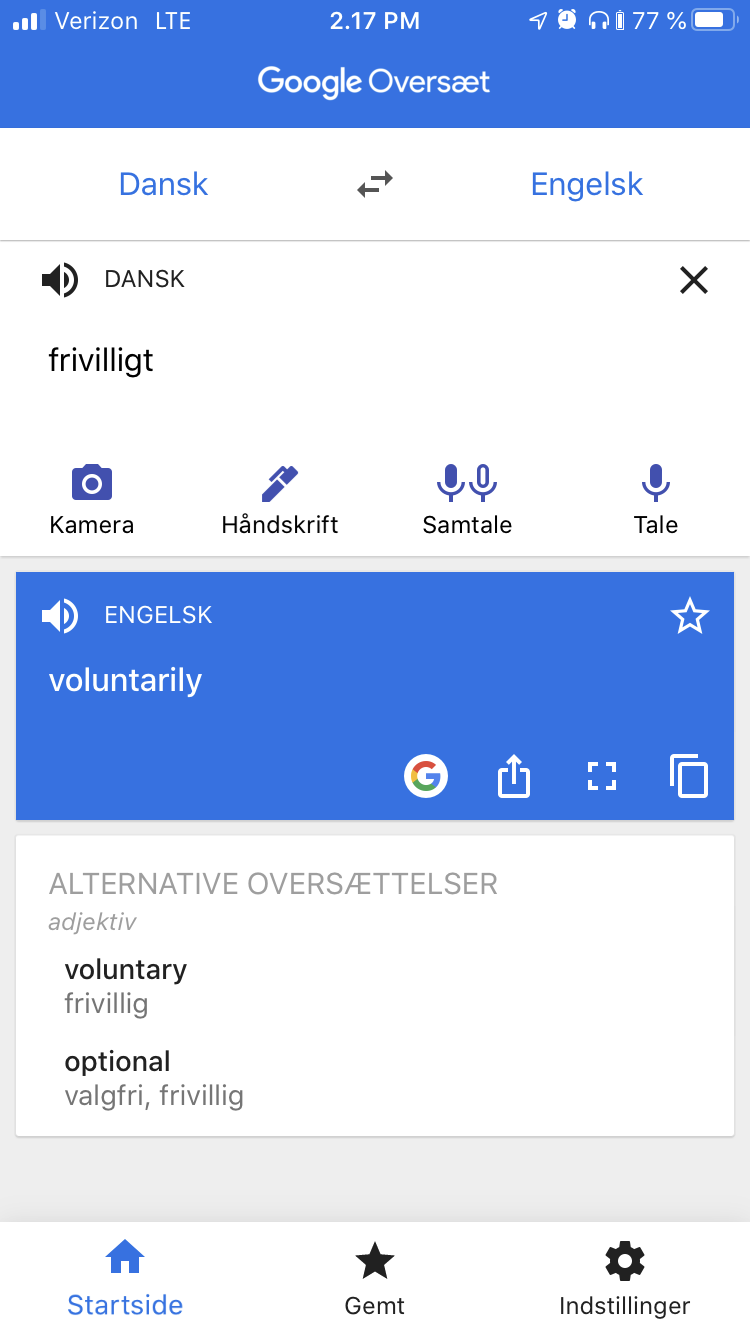 Verizon LTE 2.17 PM 77 %
Google Oversæt
Dansk Engelsk
DANSK
frivilligt
Kamera Håndskrift Samtale Tale
ENGELSK
voluntarily
G
ALTERNATIVE OVERSÆTTELSER
adjektiv
voluntary
frivillig
optional
valgfri, frivillig
Startside Gemt Indstillinger